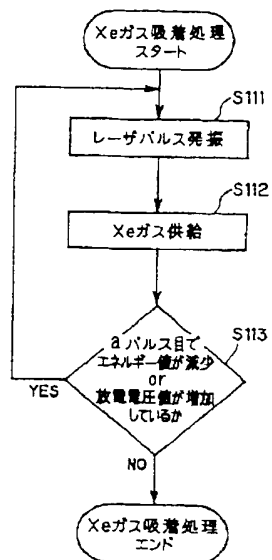 Xeガス吸着処理
スタート
S111
レーザパルス発振
S112
Xeガス供給
S113
aパルス目で
エネルギー値が減少
or
放電電圧値が増加
しているか
YES
NO
Xeガス吸着処理
エンド